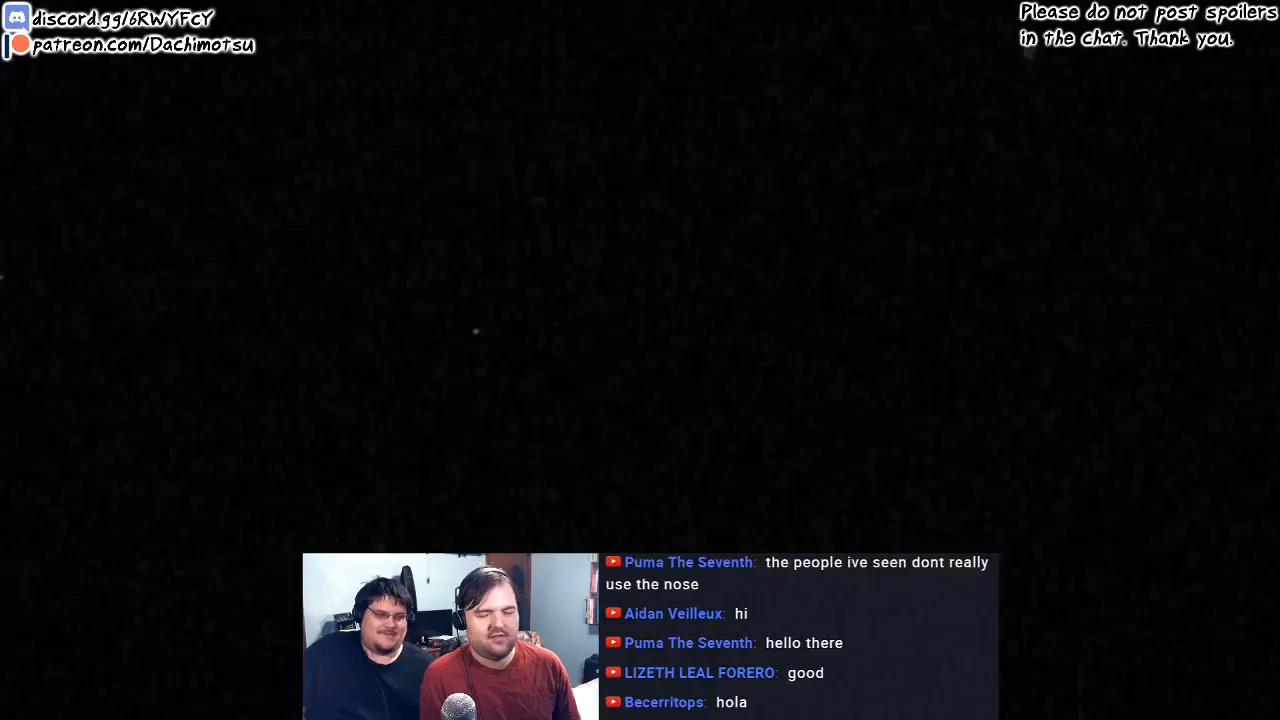 discord.gg/6RWYFcY
patreon.com/Dachimotsu
Please do not post spoilers
in the chat. Thank you.
Puma The Seventh: the people ive seen dont really
use the nose
Aidan Veilleux: hi
Puma The Seventh: hello there
LIZETH LEAL FORERO: good
Becerritops: hola